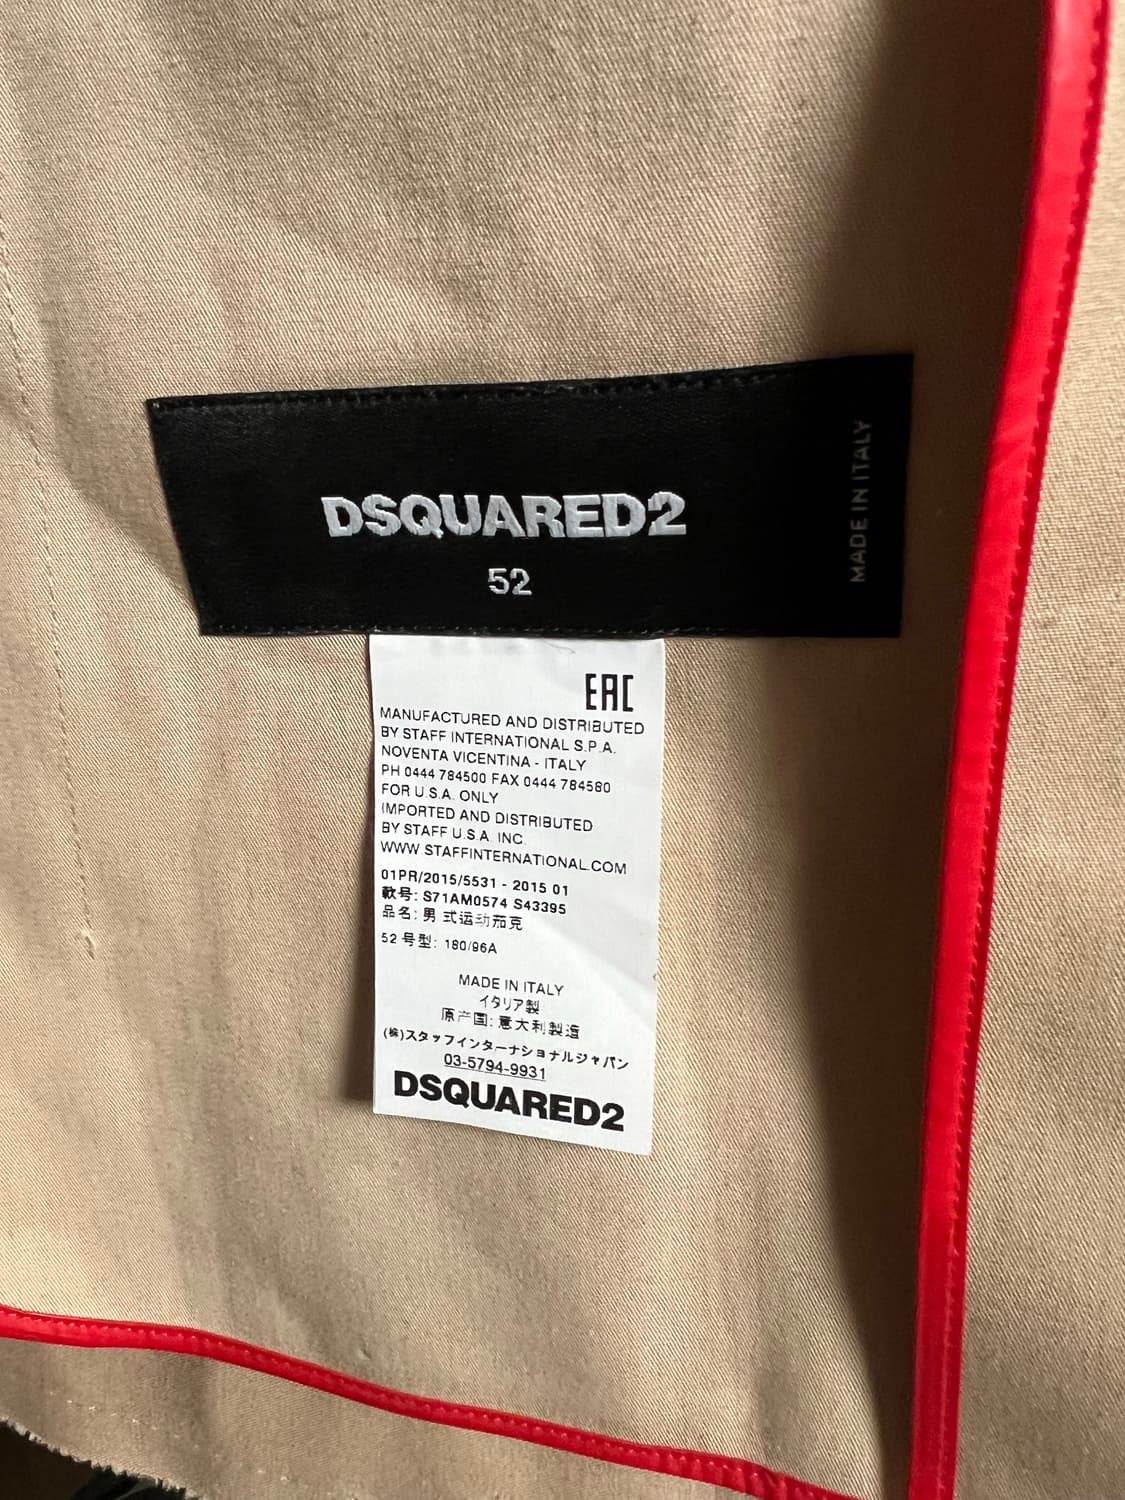 DSQUARED2
52
MADE IN ITALY
EAC
MANUFACTURED AND DISTRIBUTED
BY STAFF INTERNATIONAL S.P.A.
NOVENTA VICENTINA - ITALY
PH 0444 784500 FAX 0444 784580
FOR U.S.A. ONLY
IMPORTED AND DISTRIBUTED
BY STAFF U.S.A. INC.
WWW.STAFFINTERNATIONAL.COM
01PR/2015/5531 - 2015 01
款号: S71AM0574 S43395
品名: 男式运动茄克
52 号型: 180/96A
MADE IN ITALY
イタリア製
原产国: 意大利製造
(株)スタッフインターナショナルジャパン
03-5794-9931
DSQUARED2